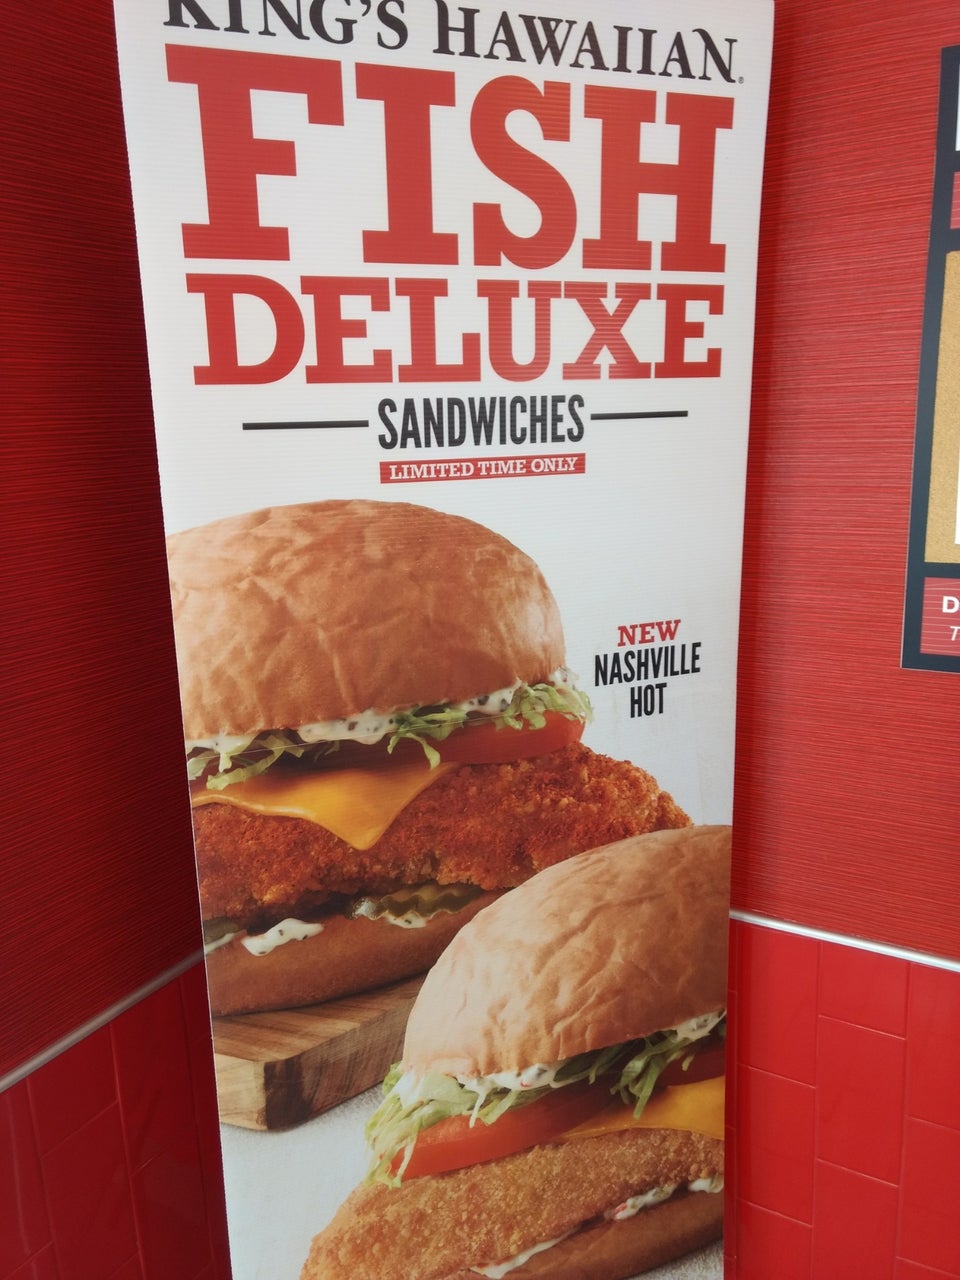 KING'S HAWAIIAN®
FISH
DELUXE
SANDWICHES
LIMITED TIME ONLY
NEW
NASHVILLE
HOT
D
T